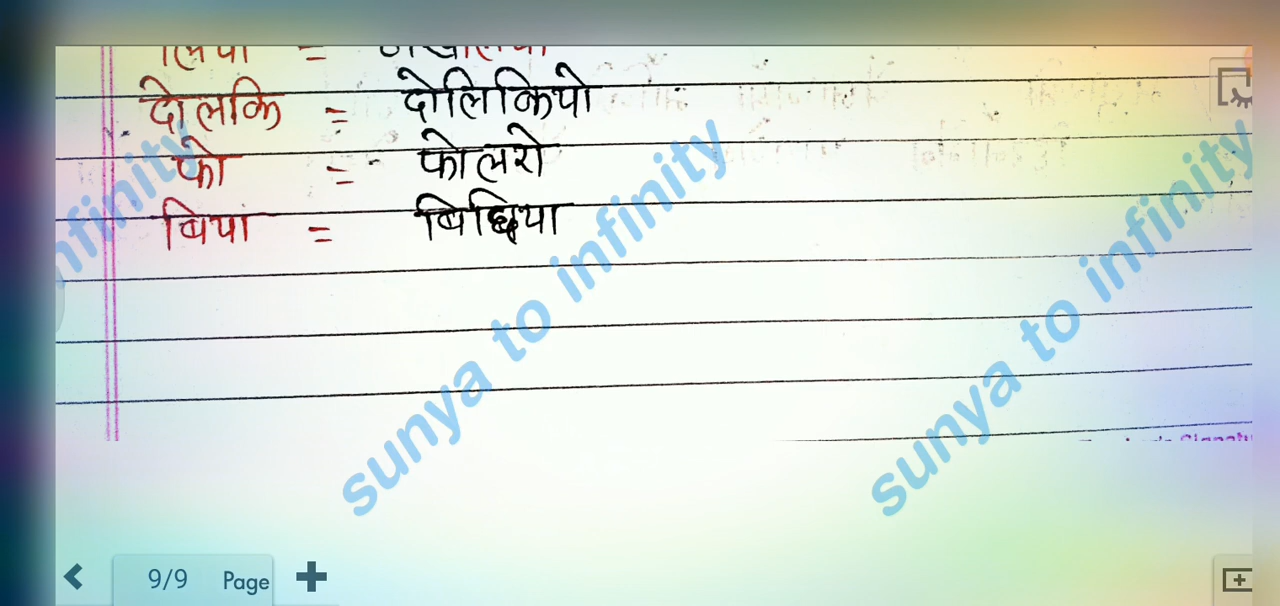 लिया =
दोलकि = दोलिकियो
फो = फोलरो
बिया = बिछिया
sunya to infinity
sunya to infinity
9/9 Page